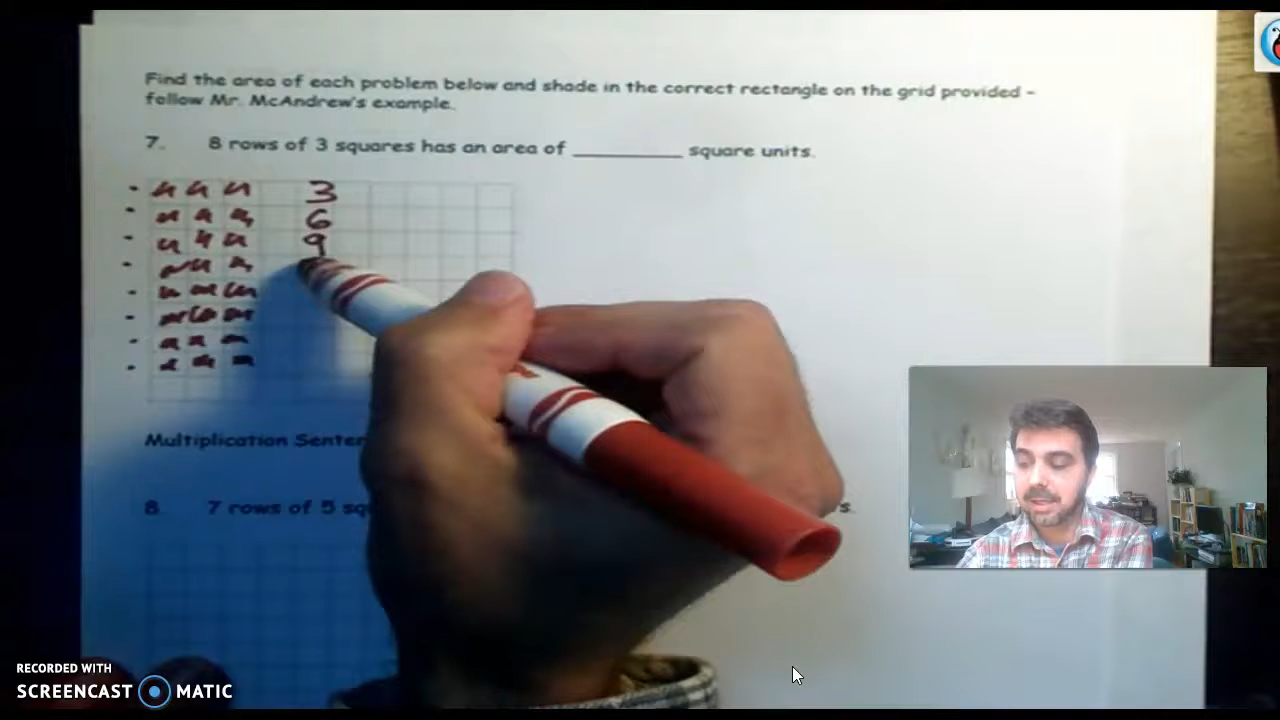 Find the area of each problem below and shade in the correct rectangle on the grid provided –
follow Mr. McAndrew's example.
7. 8 rows of 3 squares has an area of __________ square units.
3
6
9
Multiplication
8. 7 rows of 5
s.
RECORDED WITH
SCREENCAST MATIC